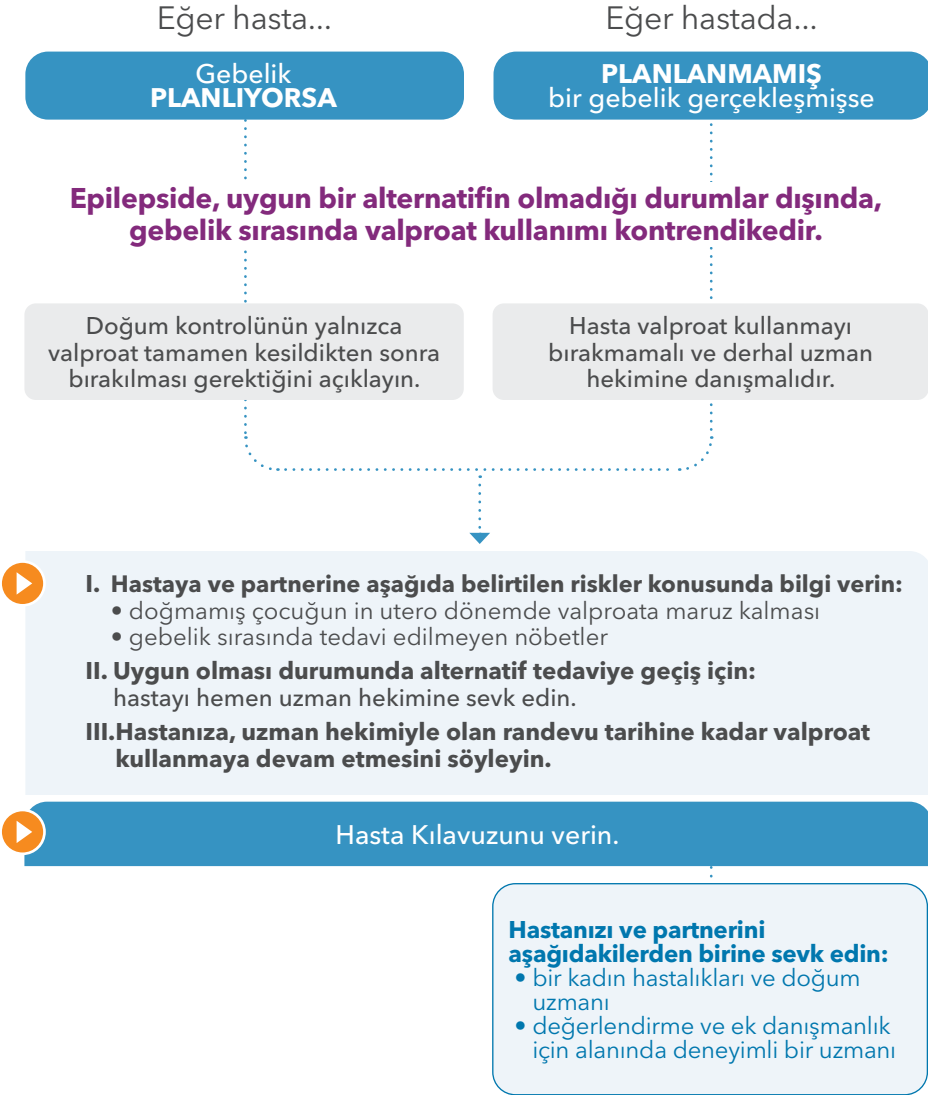 Eğer hasta...
Gebelik
PLANLIYORSA
Eğer hastada...
PLANLANMAMIŞ
bir gebelik gerçekleşmişse
Epilepside, uygun bir alternatifin olmadığı durumlar dışında,
gebelik sırasında valproat kullanımı kontrendikedir.
Doğum kontrolünün yalnızca
valproat tamamen kesildikten sonra
bırakılması gerektiğini açıklayın.
Hasta valproat kullanmayı
bırakmamalı ve derhal uzman
hekimine danışmalıdır.
I. Hastaya ve partnerine aşağıda belirtilen riskler konusunda bilgi verin:
• doğmamış çocuğun in utero dönemde valproata maruz kalması
• gebelik sırasında tedavi edilmeyen nöbetler
II. Uygun olması durumunda alternatif tedaviye geçiş için:
hastayı hemen uzman hekimine sevk edin.
III.Hastanıza, uzman hekimiyle olan randevu tarihine kadar valproat
kullanmaya devam etmesini söyleyin.
Hasta Kılavuzunu verin.
Hastanızı ve partnerini
aşağıdakilerden birine sevk edin:
• bir kadın hastalıkları ve doğum
uzmanı
• değerlendirme ve ek danışmanlık
için alanında deneyimli bir uzmanı